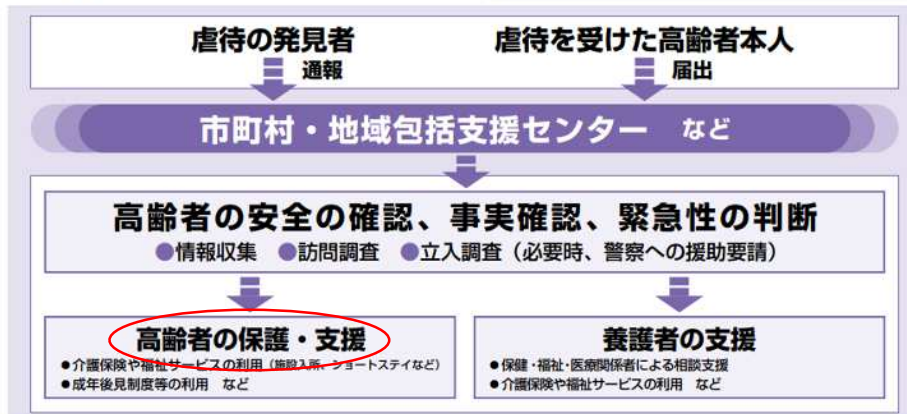 虐待の発見者 虐待を受けた高齢者本人
通報 届出
市町村・地域包括支援センター など
高齢者の安全の確認、事実確認、緊急性の判断
●情報収集 ●訪問調査 ●立入調査(必要時、警察への援助要請)
高齢者の保護・支援
●介護保険や福祉サービスの利用(施設入所、ショートステイなど)
●成年後見制度等の利用 など
養護者の支援
●保健・福祉・医療関係者による相談支援
●介護保険や福祉サービスの利用 など